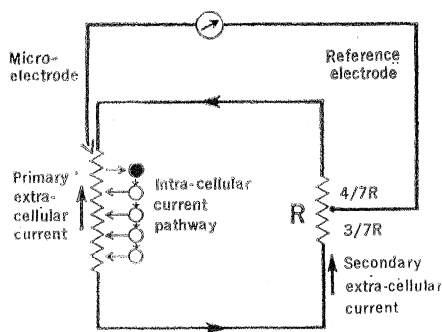 Micro-
electrode
Reference
electrode
Primary
extra-
cellular
current
Intra-cellular
current
pathway
R
4/7R
3/7R
Secondary
extra-cellular
current